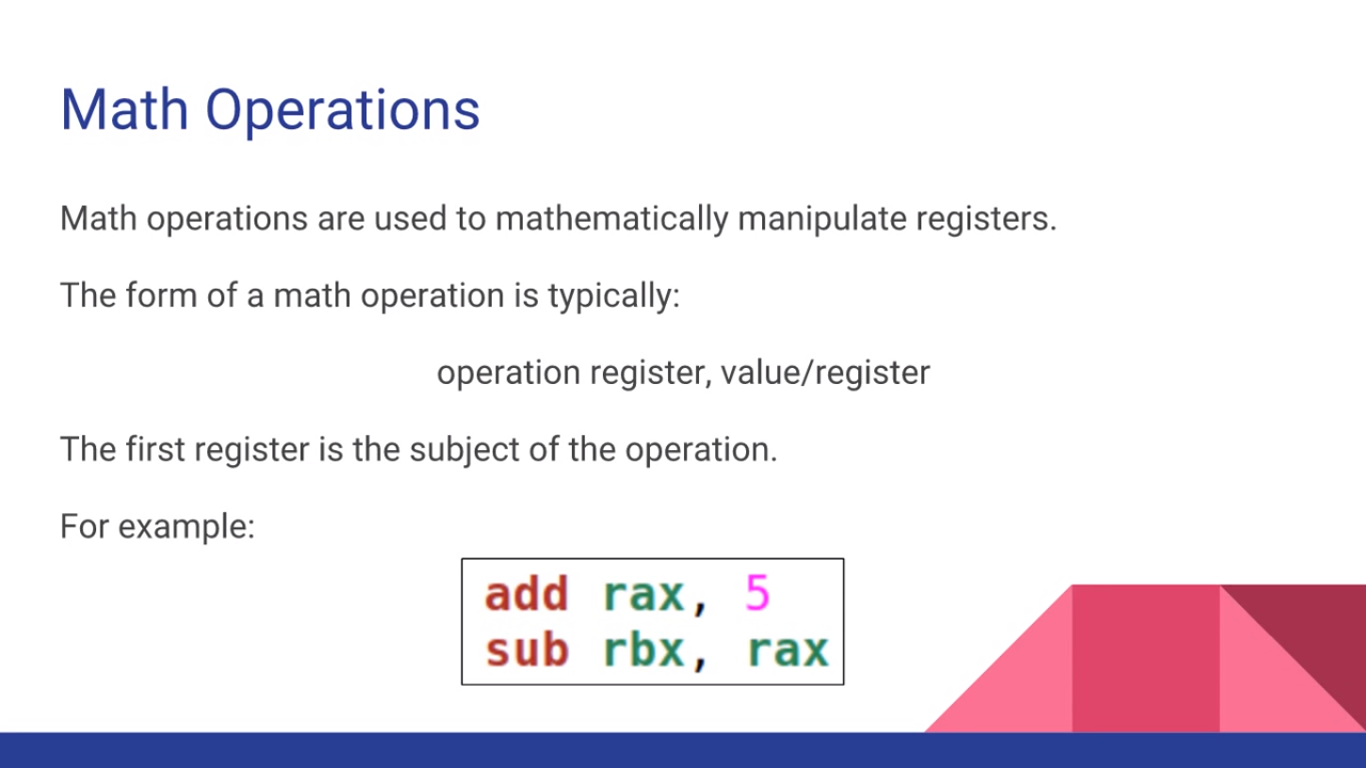 Math Operations
Math operations are used to mathematically manipulate registers.
The form of a math operation is typically:
operation register, value/register
The first register is the subject of the operation.
For example:
add rax, 5
sub rbx, rax